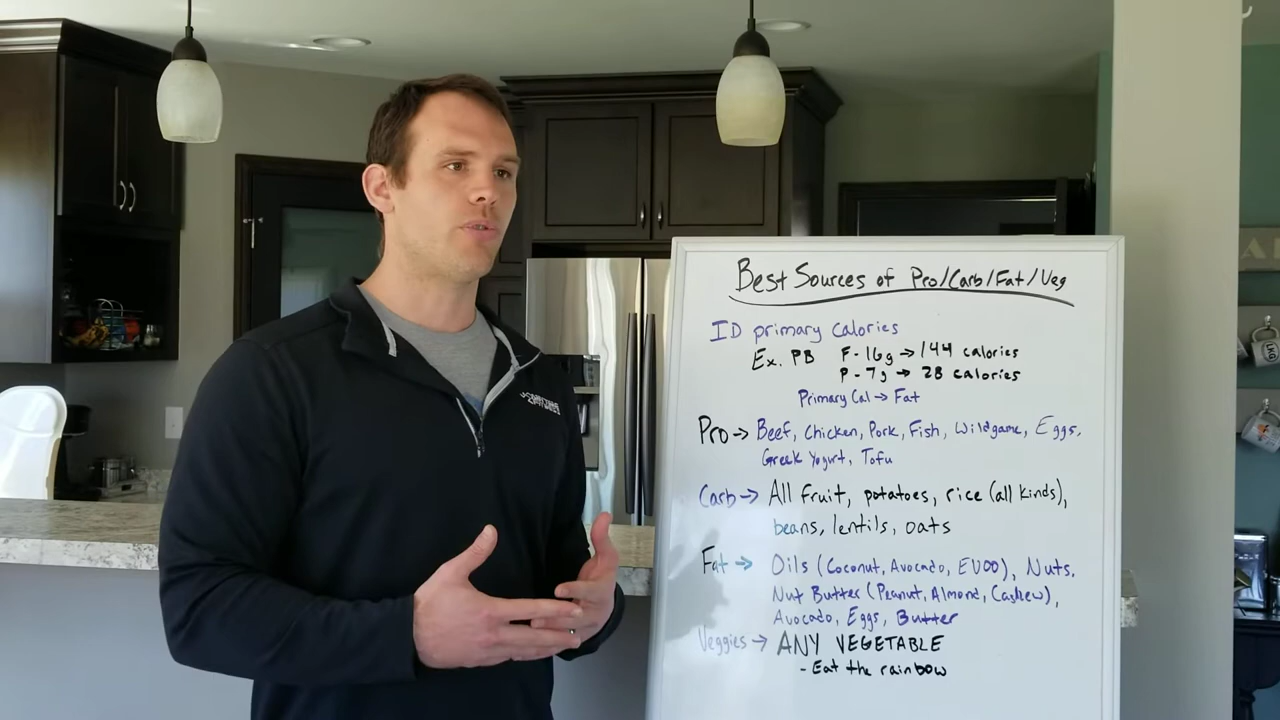 Best Sources of Pro/Carb/Fat/Veg
ID primary Calories
Ex. PB F-16g → 144 calories
P-7g → 28 calories
Primary Cal → Fat
Pro → Beef, Chicken, Pork, Fish, Wildgame, Eggs,
Greek Yogurt, Tofu
Carb → All fruit, potatoes, rice (all kinds),
beans, lentils, oats
Fat → Oils (Coconut, Avocado, EVOO), Nuts,
Nut Butter (Peanut, Almond, Cashew),
Avocado, Eggs, Butter
Veggies → ANY VEGETABLE
- Eat the rainbow